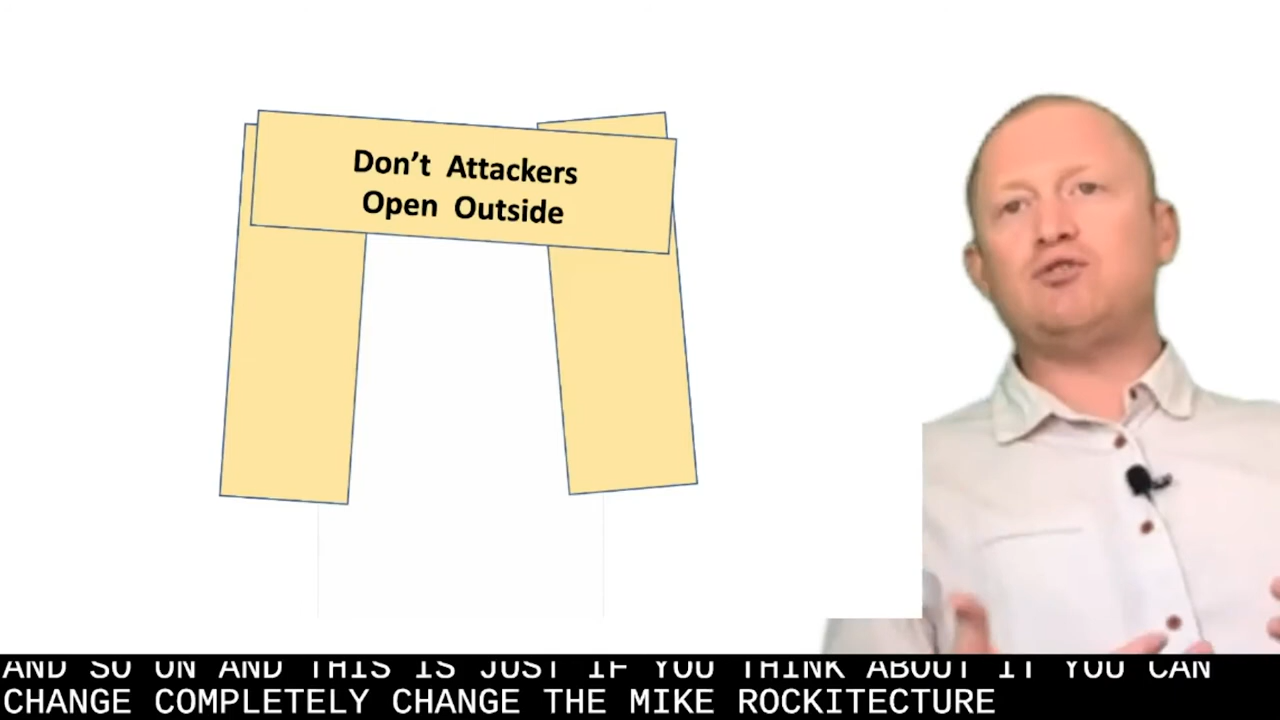 Don't Attackers
Open Outside
AND SO ON AND THIS IS JUST IF YOU THINK ABOUT IT YOU CAN
CHANGE COMPLETELY CHANGE THE MIKE ROCKITECTURE